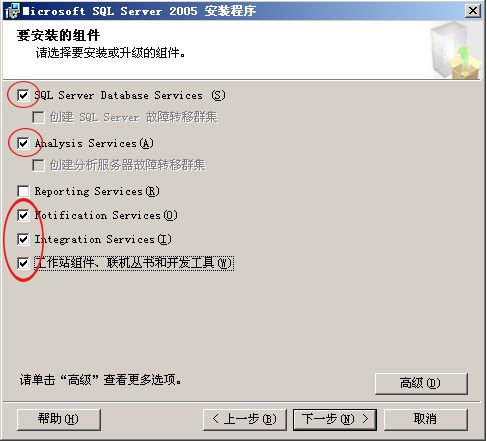 Microsoft SQL Server 2005 安装程序
要安装的组件
请选择要安装或升级的组件。
SQL Server Database Services (S)
创建 SQL Server 故障转移群集
Analysis Services(A)
创建分析服务器故障转移群集
Reporting Services(R)
Notification Services(O)
Integration Services(I)
工作站组件、联机丛书和开发工具(W)
请单击“高级”查看更多选项。
高级(D)
帮助(H)
< 上一步(B)
下一步(N) >
取消